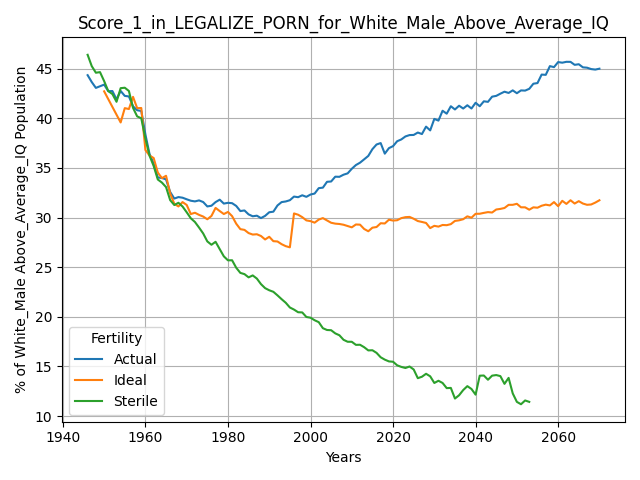 Score_1_in_LEGALIZE_PORN_for_White_Male_Above_Average_IQ
% of White_Male Above_Average_IQ Population
45
40
35
30
25
20
15
10
Fertility
Actual
Ideal
Sterile
1940 1960 1980 2000 2020 2040 2060
Years